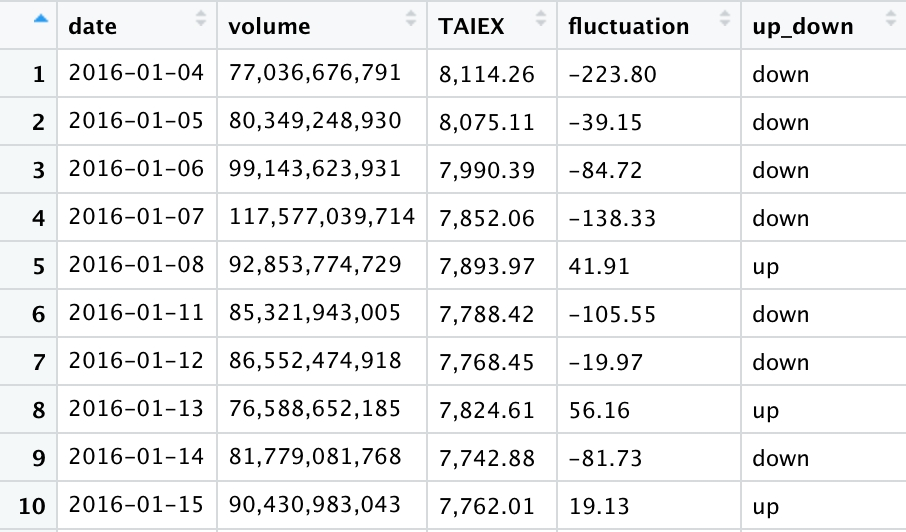 date volume TAIEX fluctuation up_down
1 2016-01-04 77,036,676,791 8,114.26 -223.80 down
2 2016-01-05 80,349,248,930 8,075.11 -39.15 down
3 2016-01-06 99,143,623,931 7,990.39 -84.72 down
4 2016-01-07 117,577,039,714 7,852.06 -138.33 down
5 2016-01-08 92,853,774,729 7,893.97 41.91 up
6 2016-01-11 85,321,943,005 7,788.42 -105.55 down
7 2016-01-12 86,552,474,918 7,768.45 -19.97 down
8 2016-01-13 76,588,652,185 7,824.61 56.16 up
9 2016-01-14 81,779,081,768 7,742.88 -81.73 down
10 2016-01-15 90,430,983,043 7,762.01 19.13 up